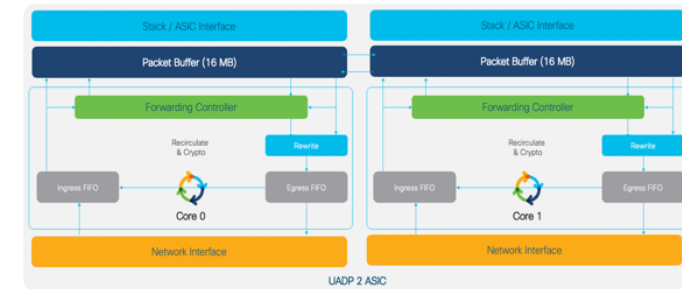 Stack / ASIC Interface
Packet Buffer (16 MB)
Forwarding Controller
Recirculate
& Crypto
Rewrite
Ingress FIFO
Egress FIFO
Core 0
Network Interface
Stack / ASIC Interface
Packet Buffer (16 MB)
Forwarding Controller
Recirculate
& Crypto
Rewrite
Ingress FIFO
Egress FIFO
Core 1
Network Interface
UADP 2 ASIC